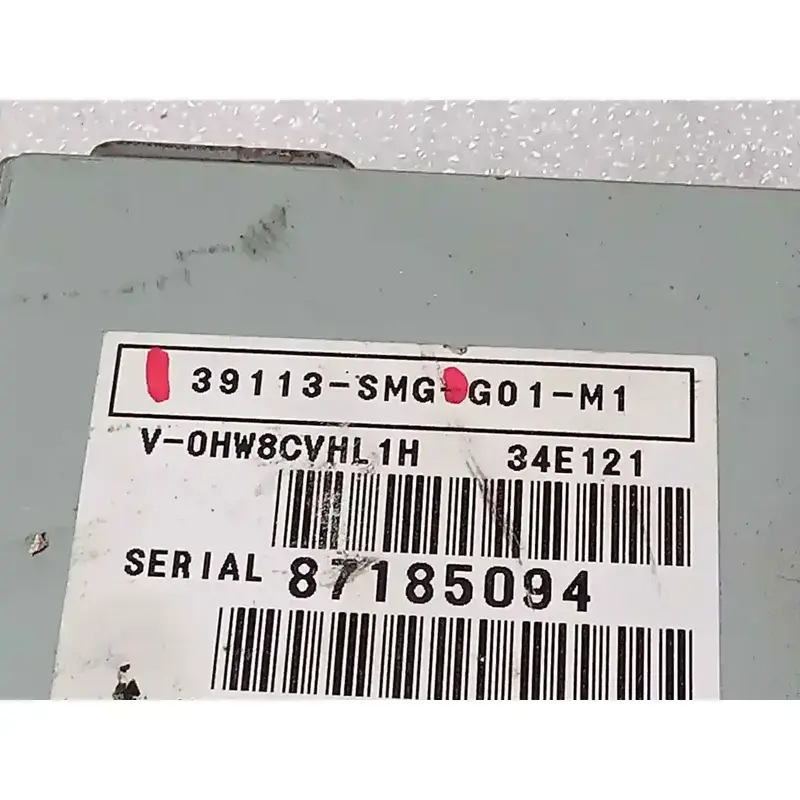 39113-SMG-G01-M1
V-0HW8CVHL1H 34E121
SERIAL 87185094